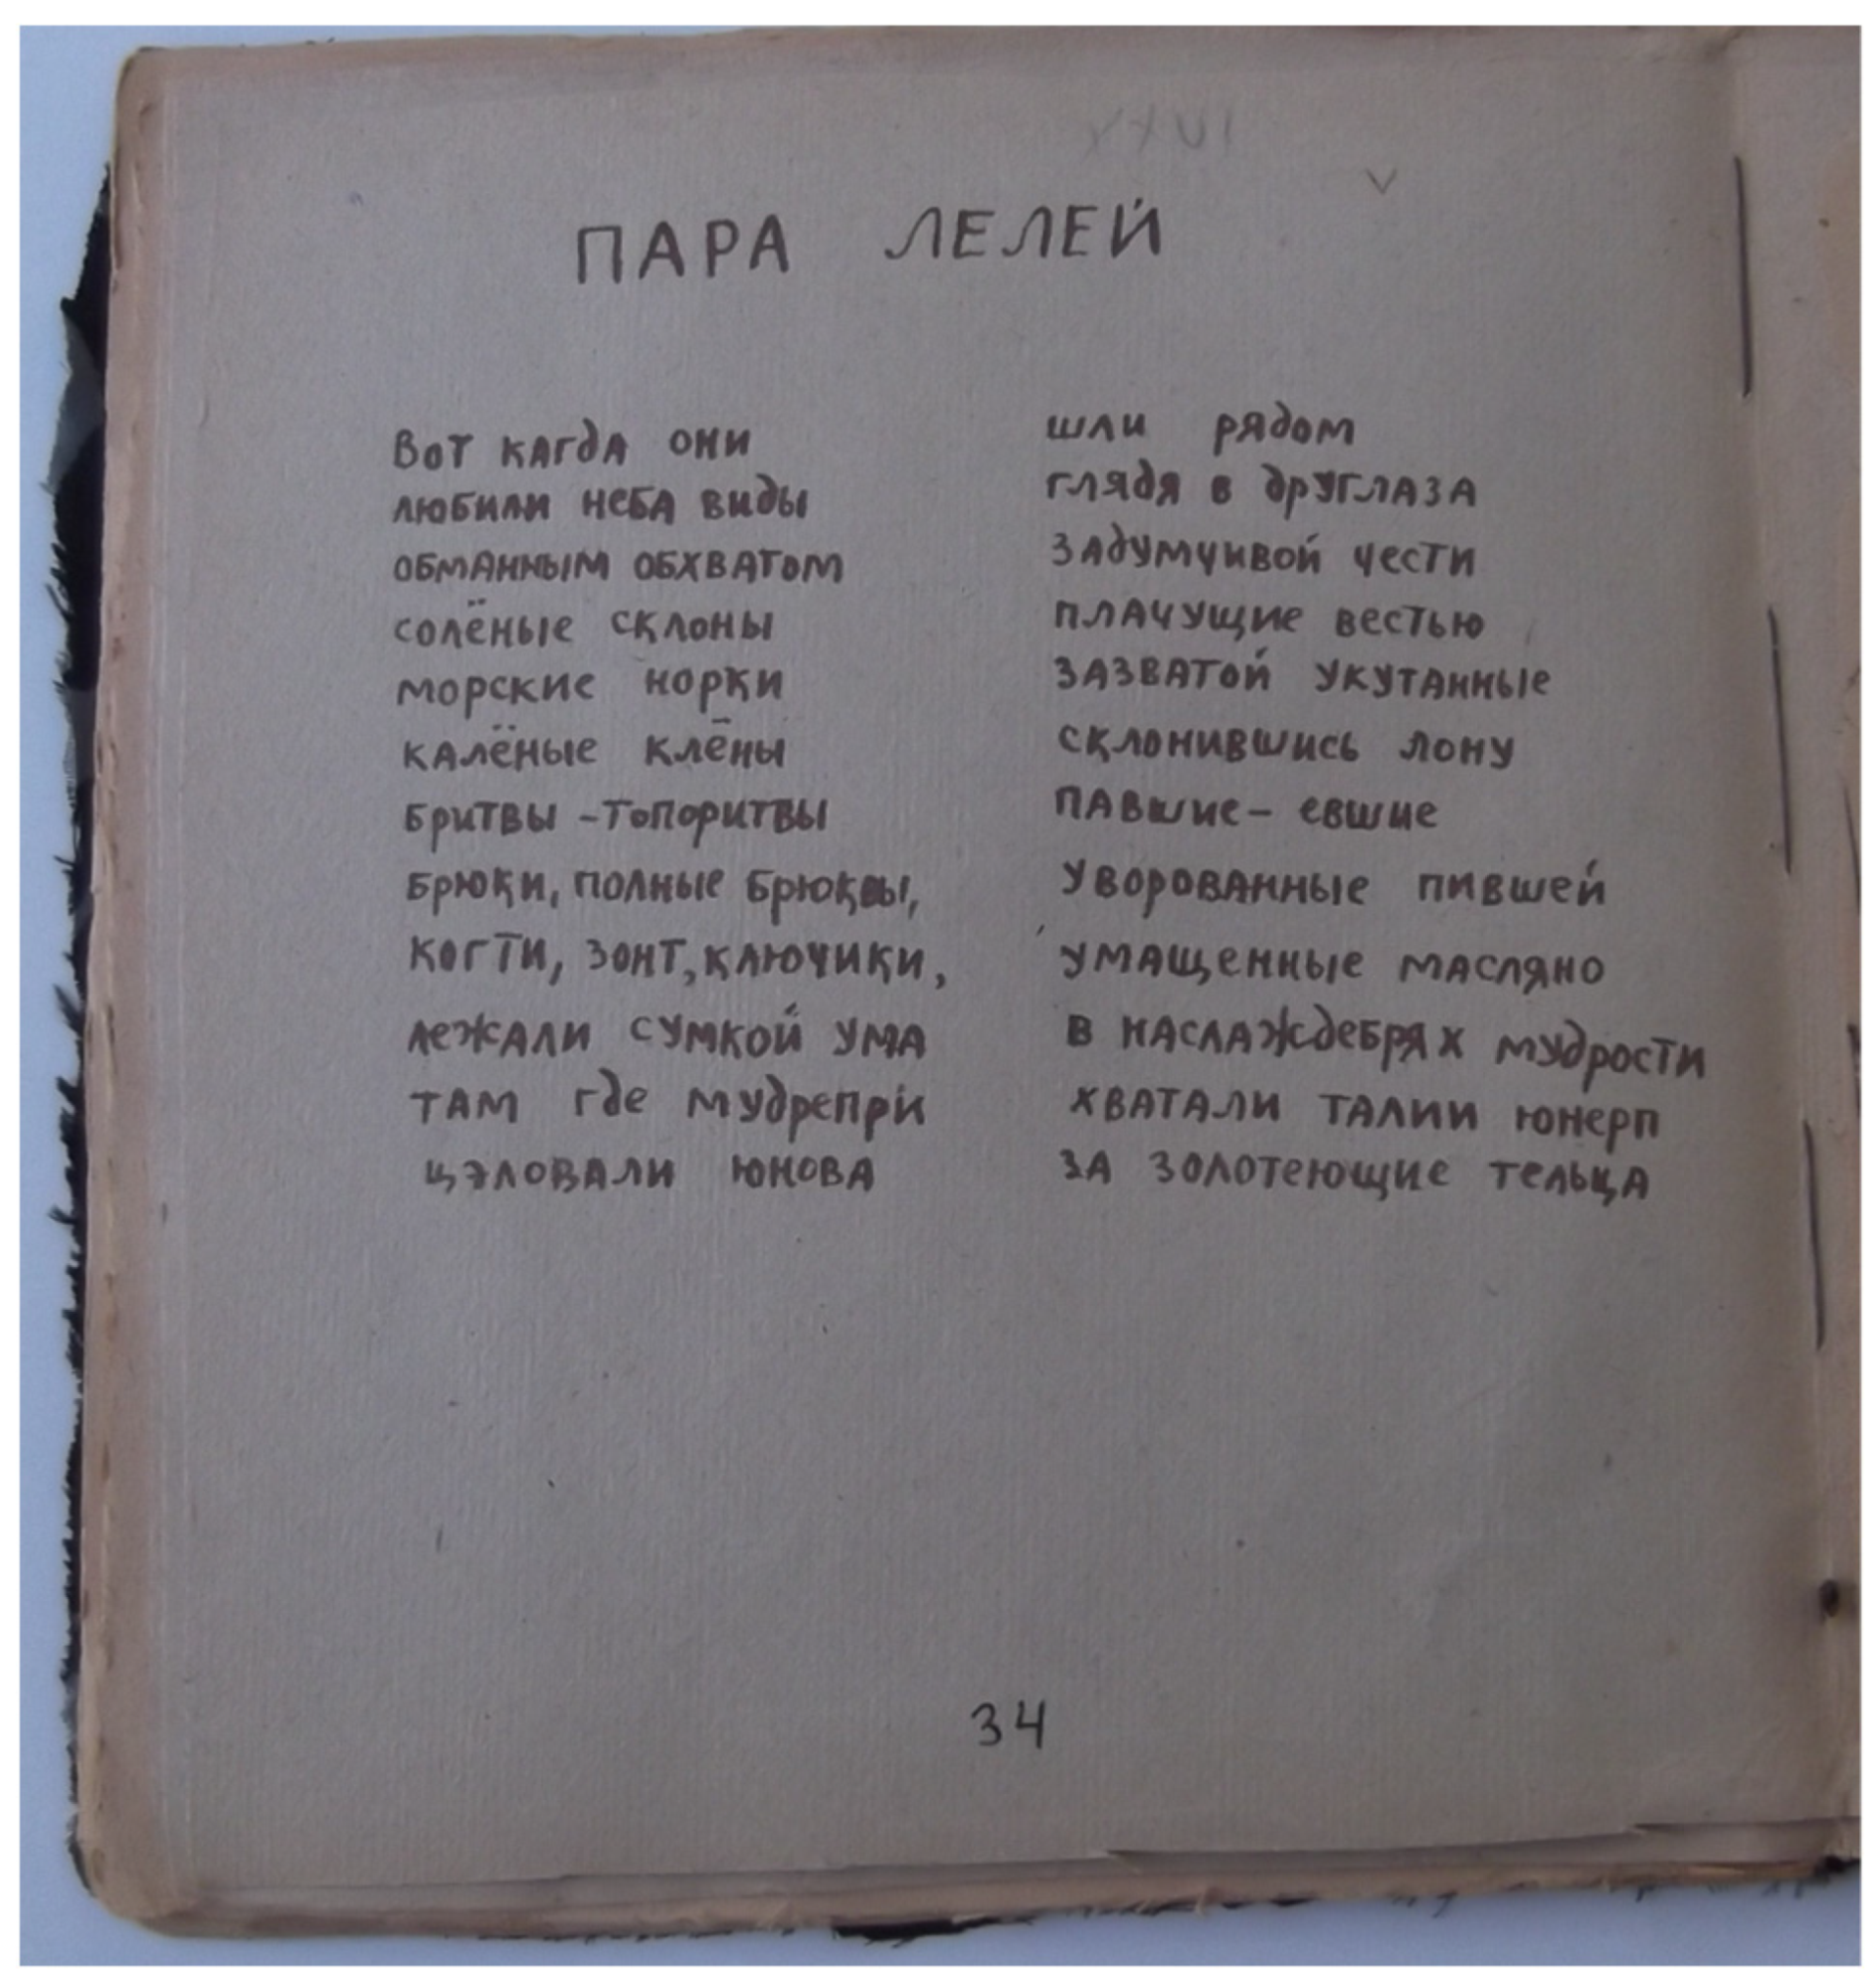 XXVI
V
ПАРА ЛЕЛЕЙ
Вот кагда они шли рядом
любили неба виды глядя в друглаза
обманным обхватом задумчивой чести
солёные склоны плачущие вестью
морские норки зазватой укутанные
калёные клёны склонившись лону
бритвы-топоритвы павшие-евшие
брюки, полные брюквы, уворованные пившей
когти, зонт, ключики, умащенные масляно
лежали сумкой ума в наслаждебрях мудрости
там где мудрепри хватали талии юнерп
цэловали юнова за золотеющие тельца
34